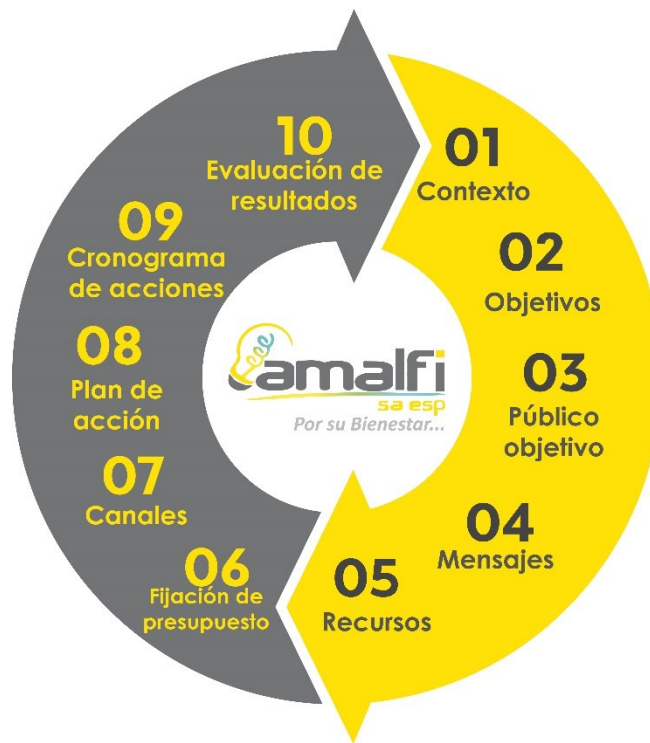 01
Contexto
02
Objetivos
03
Público
objetivo
04
Mensajes
05
Recursos
06
Fijación de
presupuesto
07
Canales
08
Plan de
acción
09
Cronograma
de acciones
10
Evaluación de
resultados
amalfi
sa esp
Por su Bienestar...